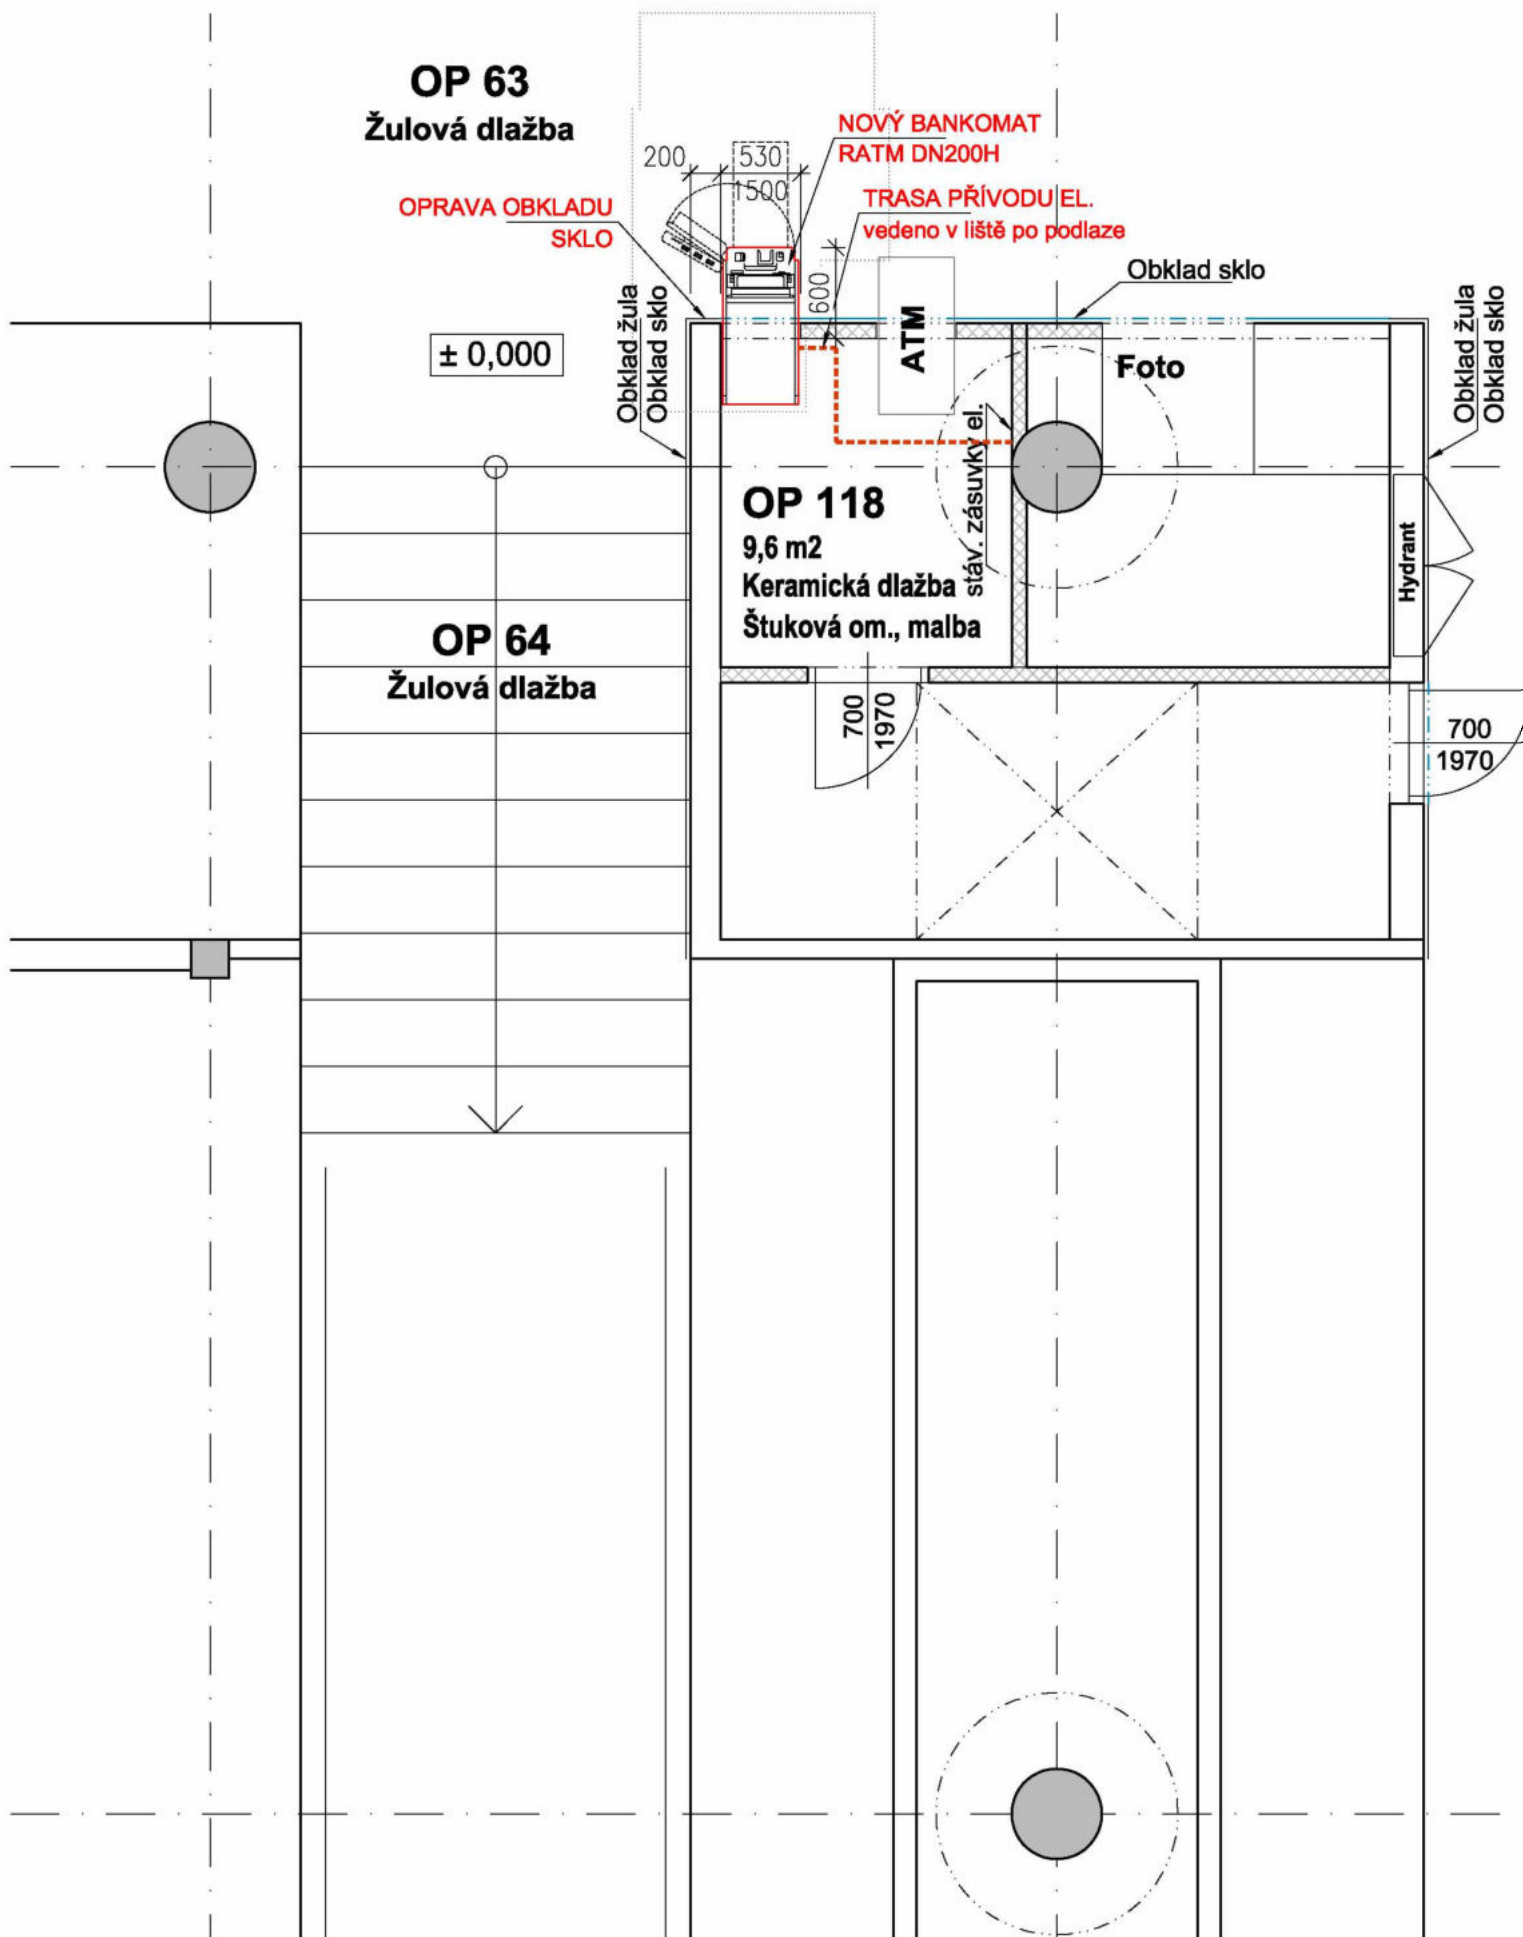 OP 63
Žulová dlažba
NOVÝ BANKOMAT
RATM DN200H
200
530
1500
TRASA PŘÍVODU EL.
vedeno v liště po podlaze
OPRAVA OBKLADU
SKLO
600
Obklad sklo
Obklad žula
Obklad sklo
± 0,000
ATM
Foto
Obklad žula
Obklad sklo
stáv. zásuvky el.
OP 118
9,6 m2
Keramická dlažba
Štuková om., malba
Hydrant
OP 64
Žulová dlažba
700
1970
700
1970